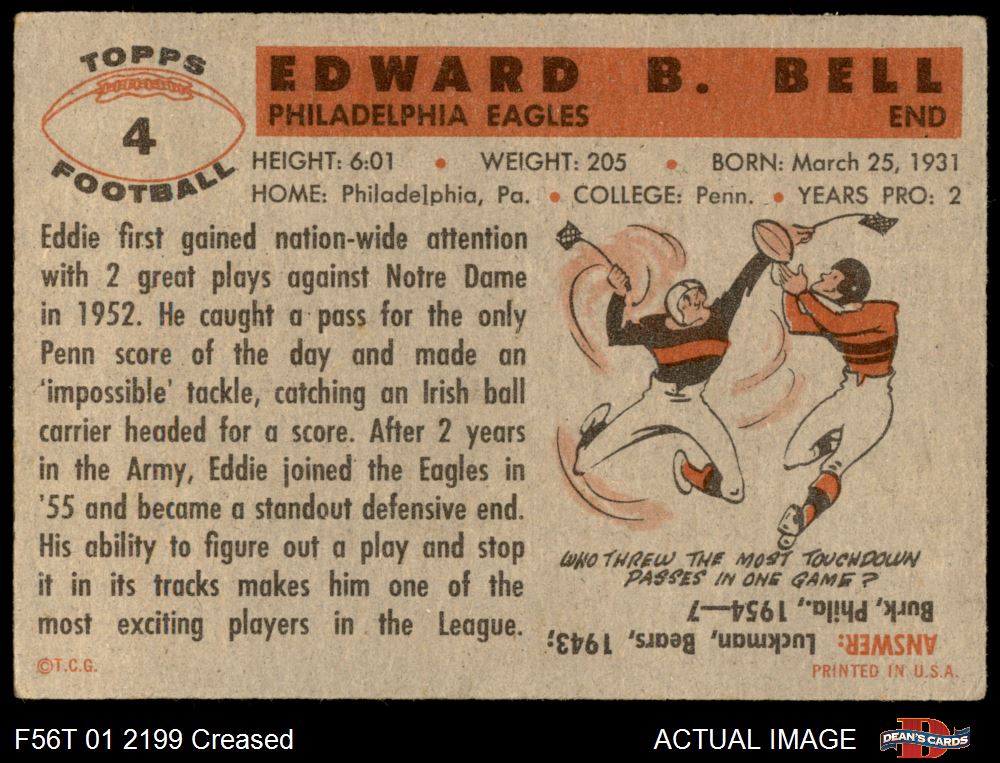 TOPPS
4
FOOTBALL
EDWARD B. BELL
PHILADELPHIA EAGLES END
HEIGHT: 6:01 • WEIGHT: 205 • BORN: March 25, 1931
HOME: Philadelphia, Pa. • COLLEGE: Penn. • YEARS PRO: 2
Eddie first gained nation-wide attention
with 2 great plays against Notre Dame
in 1952. He caught a pass for the only
Penn score of the day and made an
'impossible' tackle, catching an Irish ball
carrier headed for a score. After 2 years
in the Army, Eddie joined the Eagles in
'55 and became a standout defensive end.
His ability to figure out a play and stop
it in its tracks makes him one of the
most exciting players in the League.
WHO THREW THE MOST TOUCHDOWN
PASSES IN ONE GAME?
ANSWER: Luckman, Bears, 1943;
Burk, Phila., 1954—7
©T.C.G.
PRINTED IN U.S.A.
F56T 01 2199 Creased
ACTUAL IMAGE
D
DEAN'S CARDS